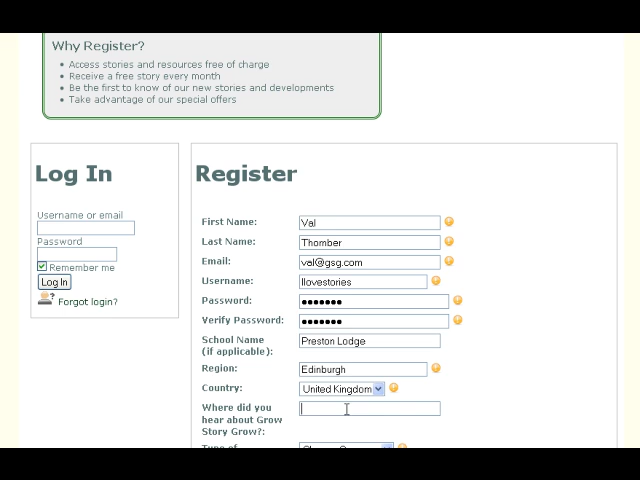 Why Register?
Access stories and resources free of charge
Receive a free story every month
Be the first to know of our new stories and developments
Take advantage of our special offers
Log In
Username or email
Password
Remember me
Log In
Forgot login?
Register
First Name: Val
Last Name: Thornber
Email: val@gsg.com
Username: Ilovestories
Password: •••••••
Verify Password: •••••••
School Name (if applicable): Preston Lodge
Region: Edinburgh
Country: United Kingdom
Where did you
hear about Grow
Story Grow?:
Type of